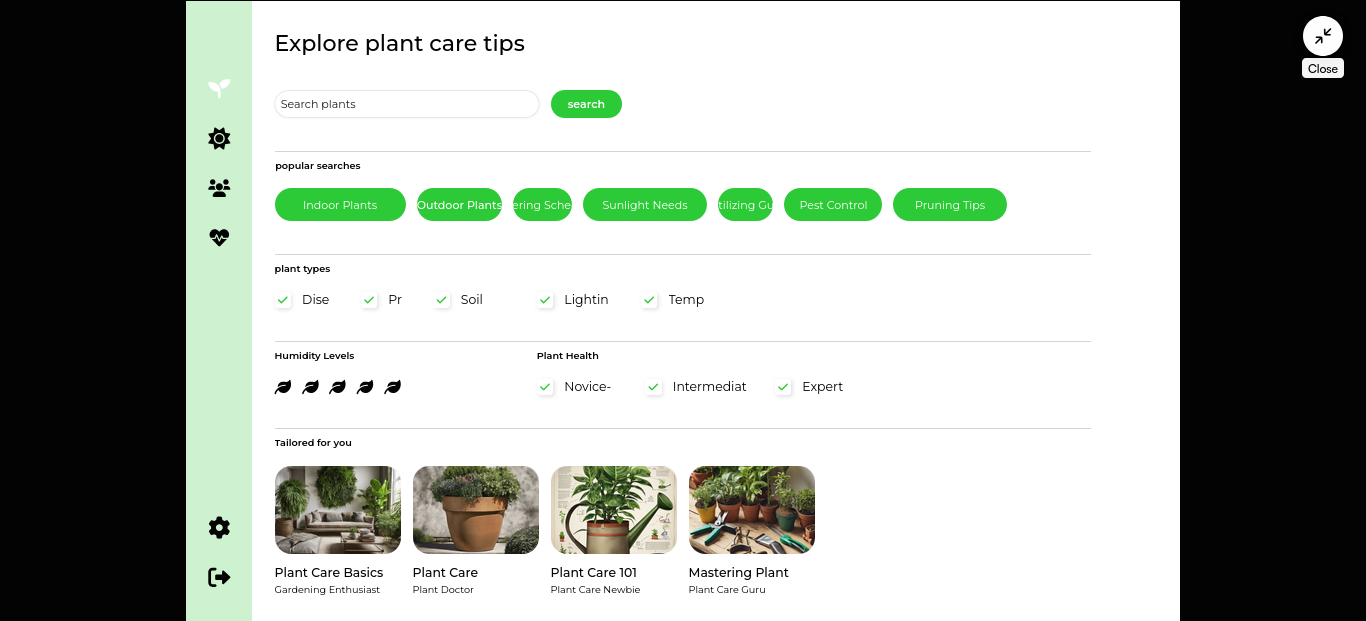 Explore plant care tips
Close
Search plants
search
popular searches
Indoor Plants
Outdoor Plants
ering Sche
Sunlight Needs
tilizing Gu
Pest Control
Pruning Tips
plant types
Dise
Pr
Soil
Lightin
Temp
Humidity Levels
Plant Health
Novice-
Intermediat
Expert
Tailored for you
Plant Care Basics
Gardening Enthusiast
Plant Care
Plant Doctor
Plant Care 101
Plant Care Newbie
Mastering Plant
Plant Care Guru